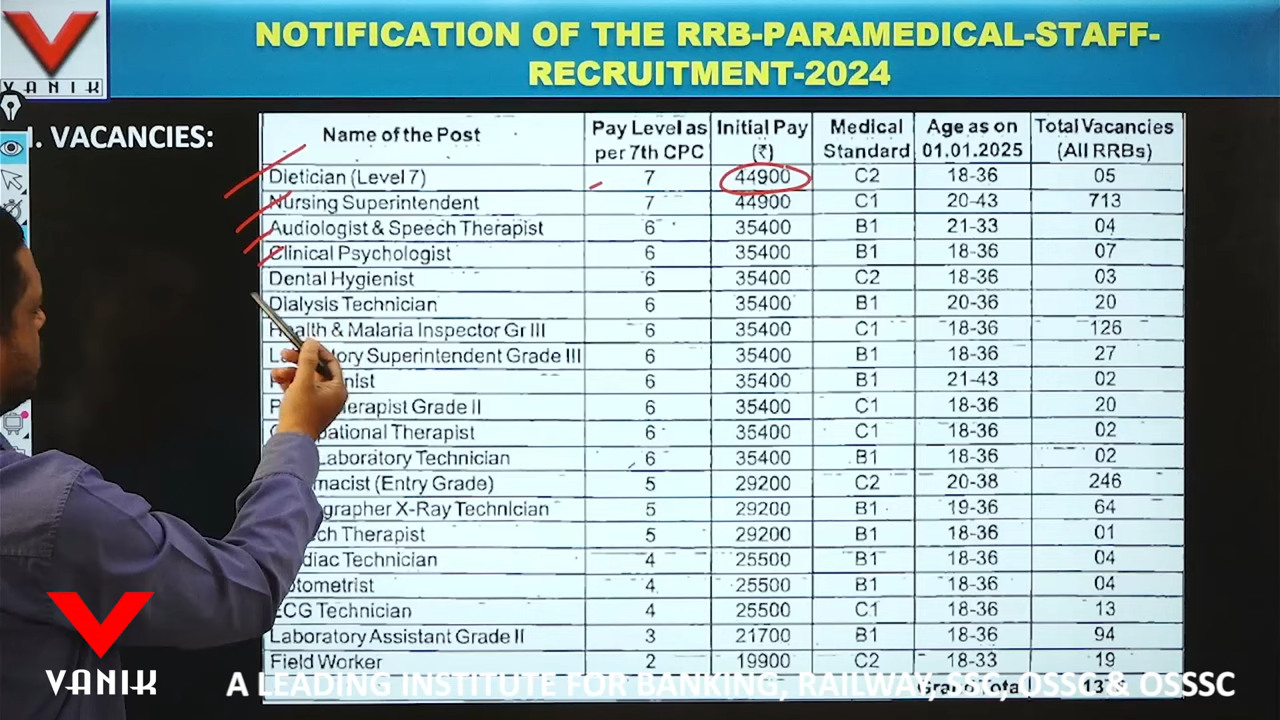 NOTIFICATION OF THE RRB-PARAMEDICAL-STAFF-
RECRUITMENT-2024
VANIK
I. VACANCIES:
Name of the Post Pay Level as per 7th CPC Initial Pay (₹) Medical Standard Age as on 01.01.2025 Total Vacancies (All RRBs)
Dietician (Level 7) 7 44900 C2 18-36 05
Nursing Superintendent 7 44900 C1 20-43 713
Audiologist & Speech Therapist 6 35400 B1 21-33 04
Clinical Psychologist 6 35400 B1 18-36 07
Dental Hygienist 6 35400 C2 18-36 03
Dialysis Technician 6 35400 B1 20-36 20
Health & Malaria Inspector Gr III 6 35400 C1 18-36 126
Superintendent Grade III 6 35400 B1 18-36 27
6 35400 B1 21-43 02
Grade II 6 35400 C1 18-36 20
Therapist 6 35400 C1 18-36 02
Laboratory Technician 6 35400 B1 18-36 02
(Entry Grade) 5 29200 C2 20-38 246
X-Ray Technician 5 29200 B1 19-36 64
Therapist 5 29200 B1 18-36 01
Technician 4 25500 B1 18-36 04
4 25500 B1 18-36 04
ECG Technician 4 25500 C1 18-36 13
Laboratory Assistant Grade II 3 21700 B1 18-36 94
Field Worker 2 19900 C2 18-33 19
Grand Total
VANIK
A LEADING INSTITUTE FOR BANKING, RAILWAY, SSC, OSSC & OSSSC